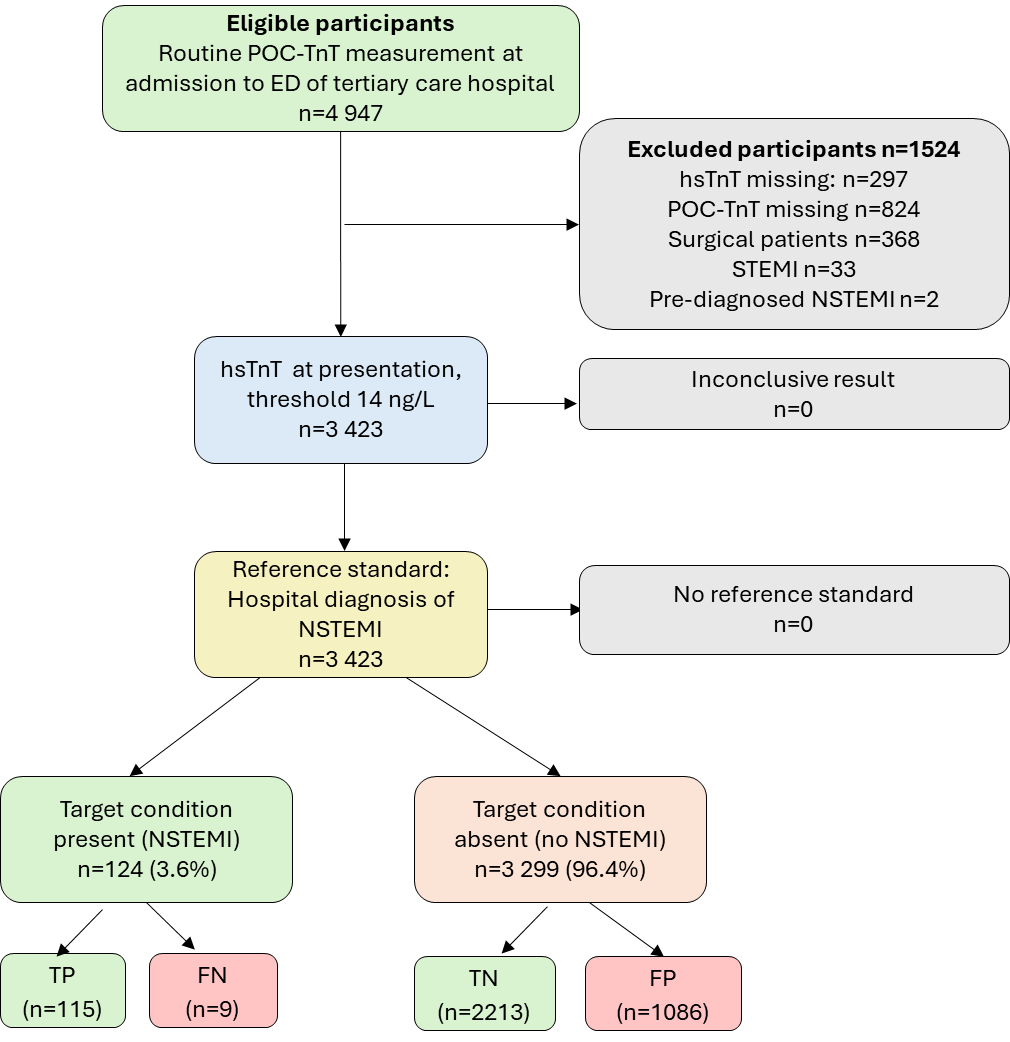 Eligible participants
Routine POC-TnT measurement at
admission to ED of tertiary care hospital
n=4 947
Excluded participants n=1524
hsTnT missing: n=297
POC-TnT missing n=824
Surgical patients n=368
STEMI n=33
Pre-diagnosed NSTEMI n=2
hsTnT at presentation,
threshold 14 ng/L
n=3 423
Inconclusive result
n=0
Reference standard:
Hospital diagnosis of
NSTEMI
n=3 423
No reference standard
n=0
Target condition
present (NSTEMI)
n=124 (3.6%)
Target condition
absent (no NSTEMI)
n=3 299 (96.4%)
TP
(n=115)
FN
(n=9)
TN
(n=2213)
FP
(n=1086)